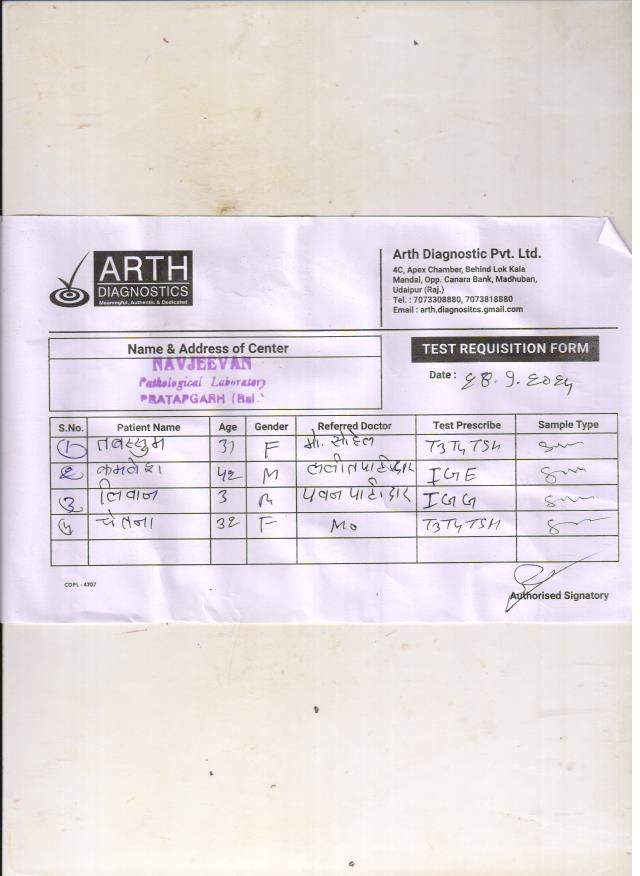 ARTH
DIAGNOSTICS
Meaningful, Authentic & Dedicated
Arth Diagnostic Pvt. Ltd.
4C, Apex Chamber, Behind Lok Kala
Mandal, Opp. Canara Bank, Madhuban,
Udaipur (Raj.)
Tel. : 7073308880, 7073818880
Email : arth.diagnositcs.gmail.com
Name & Address of Center
NAVJEEVAN
Pathological Laboratory
PRATAPGARH (Raj.)
TEST REQUISITION FORM
Date : 28.9.2024
S.No. Patient Name Age Gender Referred Doctor Test Prescribe Sample Type
1 तबस्सुम 31 F मो. सोहेल T3T4TSH
2 कमलेश 42 M ललीत पाटीदार IGE
3 लिवान 3 M पवन पाटीदार IGG
4 चेतना 32 F Mo T3T4TSH
COPL - 4707
Authorised Signatory